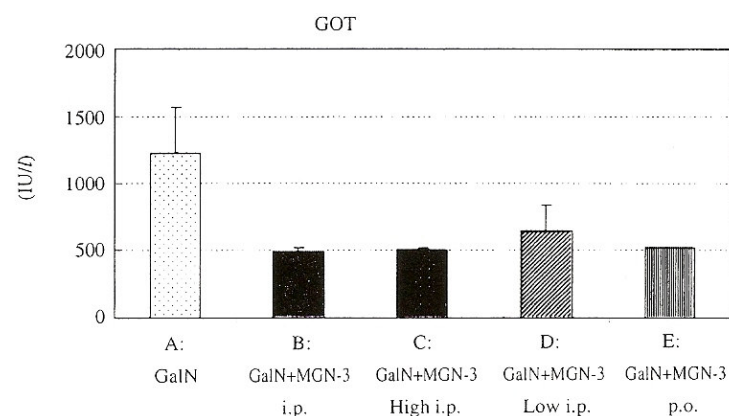 GOT
2000
1500
1000
500
0
(IU/l)
A: B: C: D: E:
GalN GalN+MGN-3 GalN+MGN-3 GalN+MGN-3 GalN+MGN-3
i.p. High i.p. Low i.p. p.o.